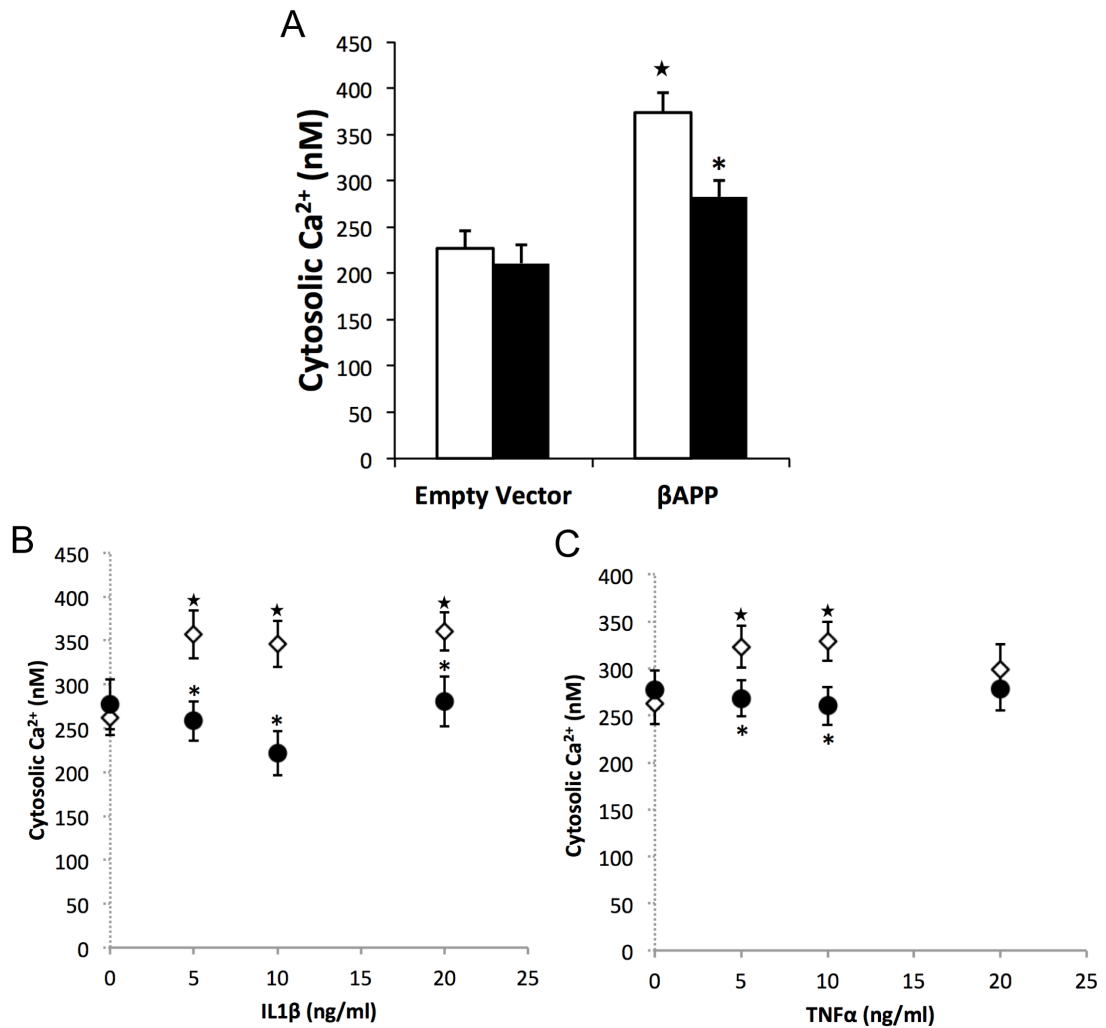 A
450
400
350
300
250
200
150
100
50
0
Cytosolic Ca²⁺ (nM)
★
*
Empty Vector βAPP
B
450
400
350
300
250
200
150
100
50
0
Cytosolic Ca²⁺ (nM)
★ ★ ★
* * *
0 5 10 15 20 25
IL1β (ng/ml)
C
400
350
300
250
200
150
100
50
0
Cytosolic Ca²⁺ (nM)
★ ★
* *
0 5 10 15 20 25
TNFα (ng/ml)